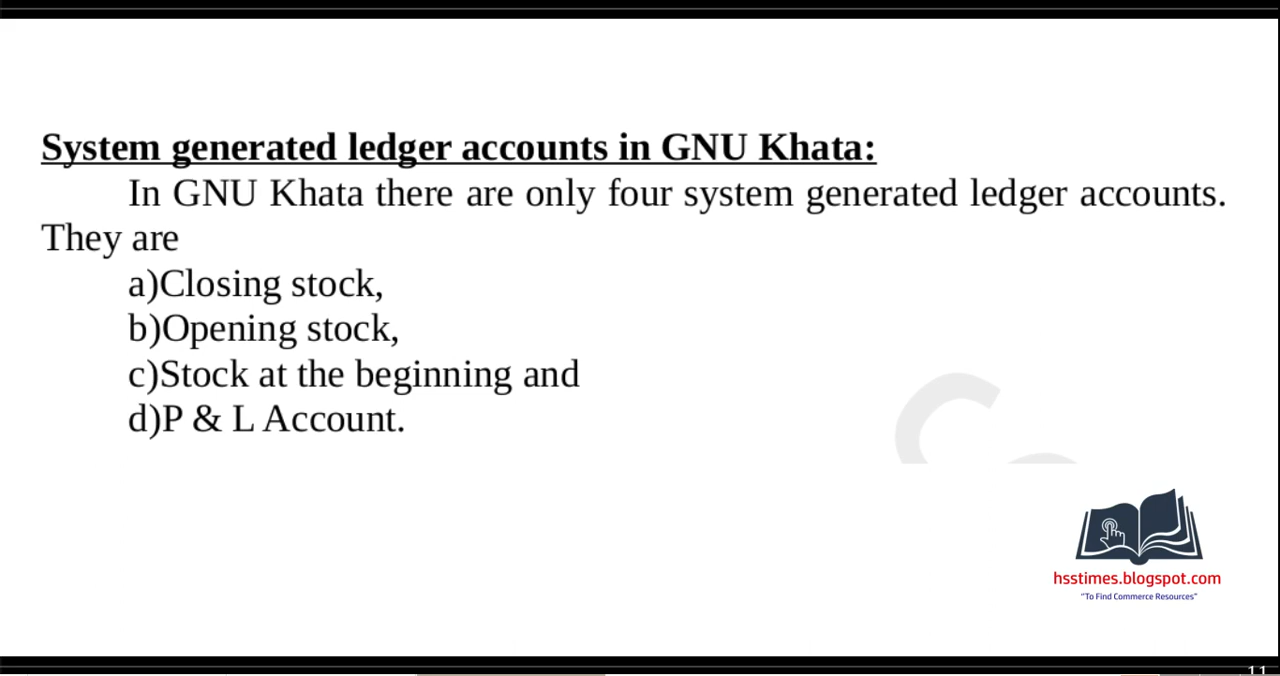 System generated ledger accounts in GNU Khata:
In GNU Khata there are only four system generated ledger accounts.
They are
a)Closing stock,
b)Opening stock,
c)Stock at the beginning and
d)P & L Account.
hsstimes.blogspot.com
"To Find Commerce Resources"
11